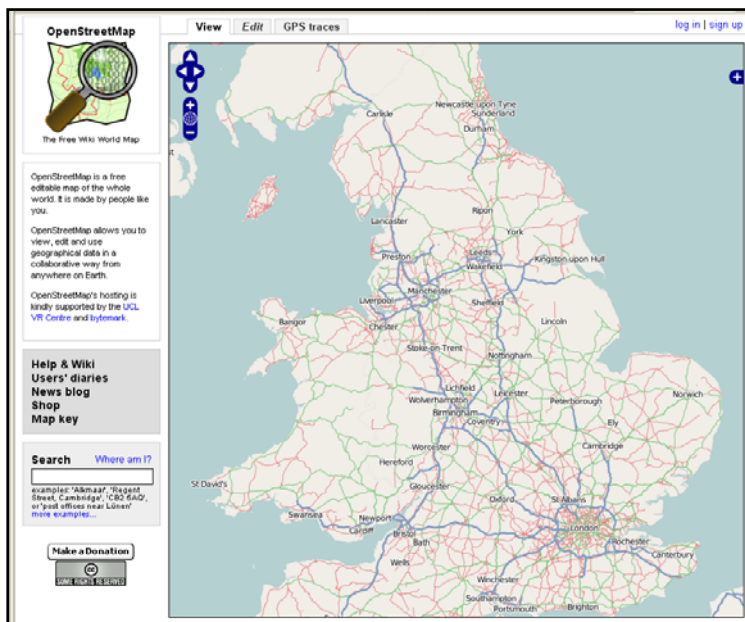 OpenStreetMap
The Free Wiki World Map
OpenStreetMap is a free
editable map of the whole
world. It is made by people like
you.
OpenStreetMap allows you to
view, edit and use
geographical data in a
collaborative way from
anywhere on Earth.
OpenStreetMap's hosting is
kindly supported by the UCL
VR Centre and bytemark.
Help & Wiki
Users' diaries
News blog
Shop
Map key
Search Where am I?
examples: 'Alkmaar', 'Regent
Street, Cambridge', 'CB2 5AQ',
or 'post offices near Lünen'
more examples...
Make a Donation
cc
SOME RIGHTS RESERVED
View Edit GPS traces
log in | sign up
Newcastle upon Tyne
Carlisle
Sunderland
Durham
Ripon
Lancaster
York
Leeds
Preston
Kingston upon Hull
Wakefield
Manchester
Liverpool
Sheffield
Bangor
Lincoln
Chester
Stoke-on-Trent
Nottingham
Lichfield
Norwich
Wolverhampton
Leicester
Peterborough
Birmingham
Coventry
Ely
Worcester
Cambridge
Hereford
St David's
Gloucester
Oxford
St Albans
Swansea
Newport
London
Cardiff
Bristol
Rochester
Bath
Canterbury
Wells
Winchester
Southampton
Brighton
Portsmouth